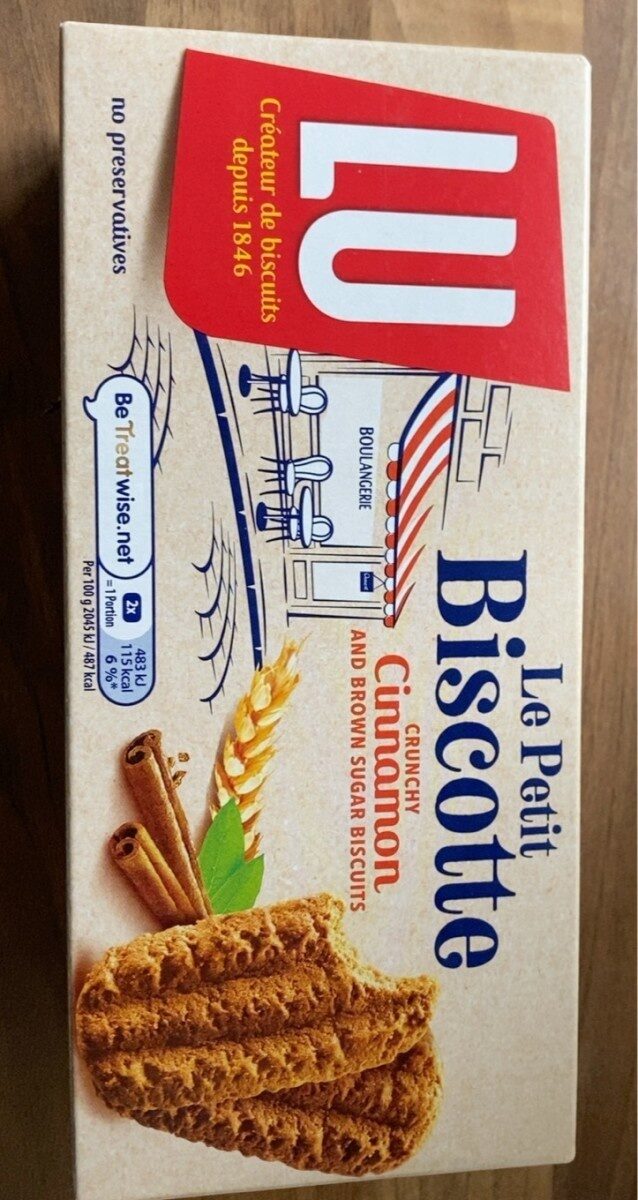 LU
Créateur de biscuits
depuis 1846
no preservatives
BOULANGERIE
Le Petit
Biscotte
CRUNCHY
Cinnamon
AND BROWN SUGAR BISCUITS
Be Treatwise.net
2x
= 1 Portion
483 kJ
115 kcal
6 %*
Per 100 g 2045 kJ / 487 kcal